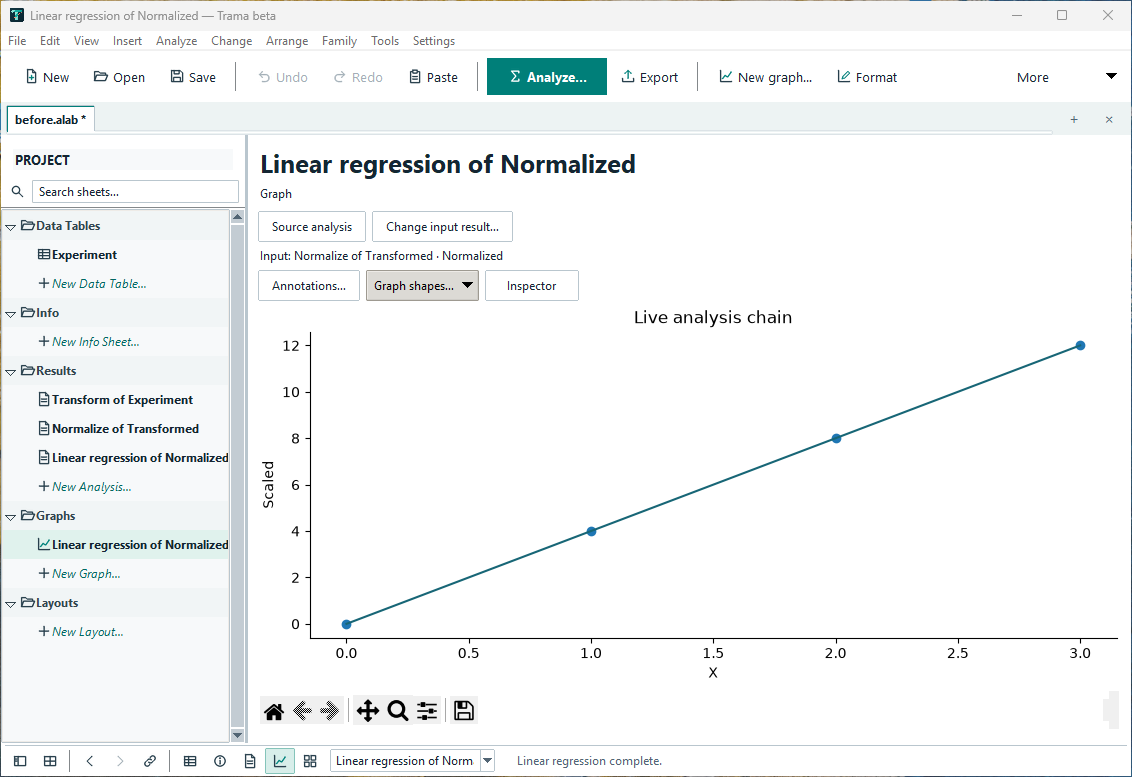 Linear regression of Normalized — Trama beta
File Edit View Insert Analyze Change Arrange Family Tools Settings
New Open Save Undo Redo Paste Σ Analyze... Export New graph... Format More
before.alab * + ×
PROJECT
Search sheets...
Data Tables
Experiment
+ New Data Table...
Info
+ New Info Sheet...
Results
Transform of Experiment
Normalize of Transformed
Linear regression of Normalized
+ New Analysis...
Graphs
Linear regression of Normalized
+ New Graph...
Layouts
+ New Layout...
Linear regression of Normalized
Graph
Source analysis Change input result...
Input: Normalize of Transformed · Normalized
Annotations... Graph shapes... Inspector
Live analysis chain
12
10
8
6
4
2
0
Scaled
0.0 0.5 1.0 1.5 2.0 2.5 3.0
X
Linear regression of Norm Linear regression complete.